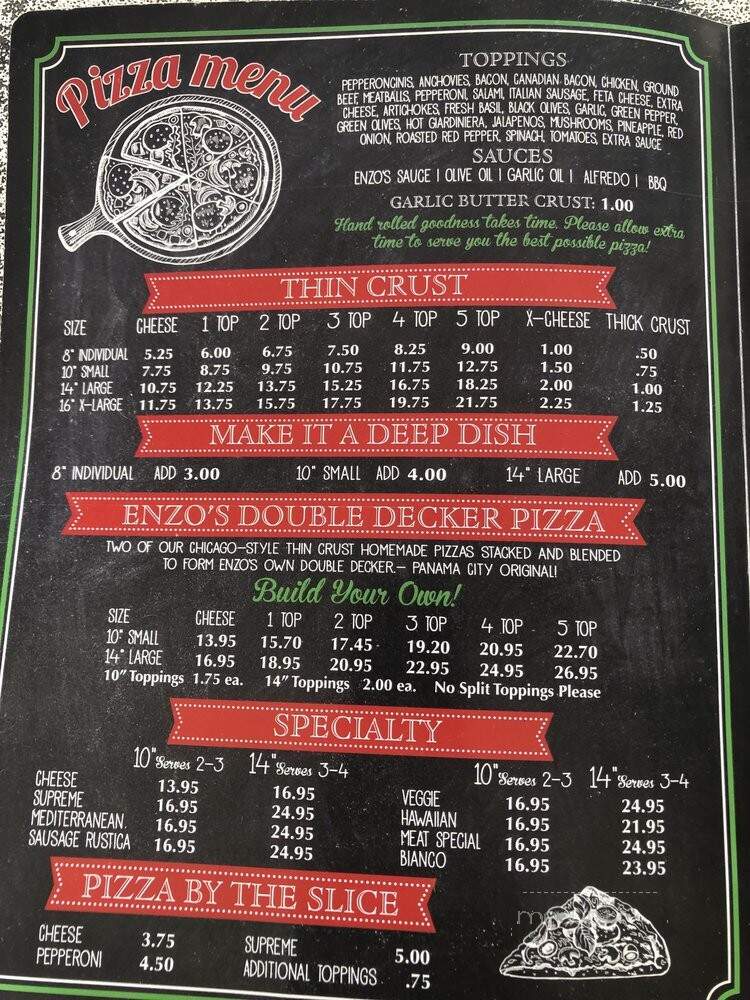 Pizza menu
TOPPINGS
PEPPERONCINIS, ANCHOVIES, BACON, CANADIAN BACON, CHICKEN, GROUND
BEEF, MEATBALLS, PEPPERONI, SALAMI, ITALIAN SAUSAGE, FETA CHEESE, EXTRA
CHEESE, ARTICHOKES, FRESH BASIL, BLACK OLIVES, GARLIC, GREEN PEPPER,
GREEN OLIVES, HOT GIARDINIERA, JALAPENOS, MUSHROOMS, PINEAPPLE, RED
ONION, ROASTED RED PEPPER, SPINACH, TOMATOES, EXTRA SAUCE
SAUCES
ENZO'S SAUCE | OLIVE OIL | GARLIC OIL | ALFREDO | BBQ
GARLIC BUTTER CRUST: 1.00
Hand rolled goodness takes time. Please allow extra
time to serve you the best possible pizza!
THIN CRUST
SIZE CHEESE 1 TOP 2 TOP 3 TOP 4 TOP 5 TOP X-CHEESE THICK CRUST
8" INDIVIDUAL 5.25 6.00 6.75 7.50 8.25 9.00 1.00 .50
10" SMALL 7.75 8.75 9.75 10.75 11.75 12.75 1.50 .75
14" LARGE 10.75 12.25 13.75 15.25 16.75 18.25 2.00 1.00
16" X-LARGE 11.75 13.75 15.75 17.75 19.75 21.75 2.25 1.25
MAKE IT A DEEP DISH
8" INDIVIDUAL ADD 3.00 10" SMALL ADD 4.00 14" LARGE ADD 5.00
ENZO'S DOUBLE DECKER PIZZA
TWO OF OUR CHICAGO-STYLE THIN CRUST HOMEMADE PIZZAS STACKED AND BLENDED
TO FORM ENZO'S OWN DOUBLE DECKER.- PANAMA CITY ORIGINAL!
Build Your Own!
SIZE CHEESE 1 TOP 2 TOP 3 TOP 4 TOP 5 TOP
10" SMALL 13.95 15.70 17.45 19.20 20.95 22.70
14" LARGE 16.95 18.95 20.95 22.95 24.95 26.95
10" Toppings 1.75 ea. 14" Toppings 2.00 ea. No Split Toppings Please
SPECIALTY
10" Serves 2-3 14" Serves 3-4
CHEESE 13.95 16.95
SUPREME 16.95 24.95
MEDITERRANEAN. 16.95 24.95
SAUSAGE RUSTICA 16.95 24.95
10" Serves 2-3 14" Serves 3-4
VEGGIE 16.95 24.95
HAWAIIAN 16.95 21.95
MEAT SPECIAL 16.95 24.95
BIANCO 16.95 23.95
PIZZA BY THE SLICE
CHEESE 3.75
PEPPERONI 4.50
SUPREME 5.00
ADDITIONAL TOPPINGS .75